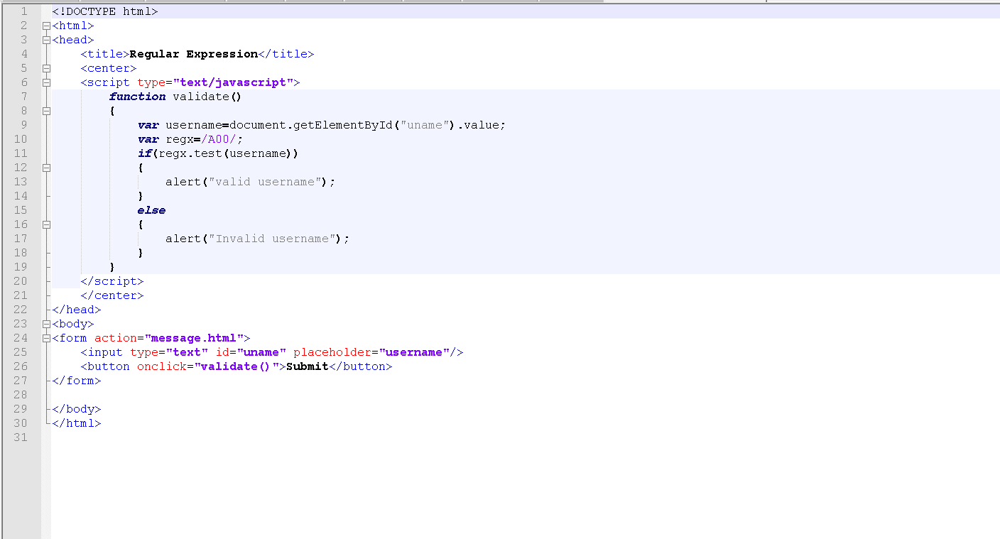 1 <!DOCTYPE html>
2 <html>
3 <head>
4 <title>Regular Expression</title>
5 <center>
6 <script type="text/javascript">
7 function validate()
8 {
9 var username=document.getElementById("uname").value;
10 var regx=/A00/;
11 if(regx.test(username))
12 {
13 alert("valid username");
14 }
15 else
16 {
17 alert("Invalid username");
18 }
19 }
20 </script>
21 </center>
22 </head>
23 <body>
24 <form action="message.html">
25 <input type="text" id="uname" placeholder="username"/>
26 <button onclick="validate()">Submit</button>
27 </form>
28
29 </body>
30 </html>
31